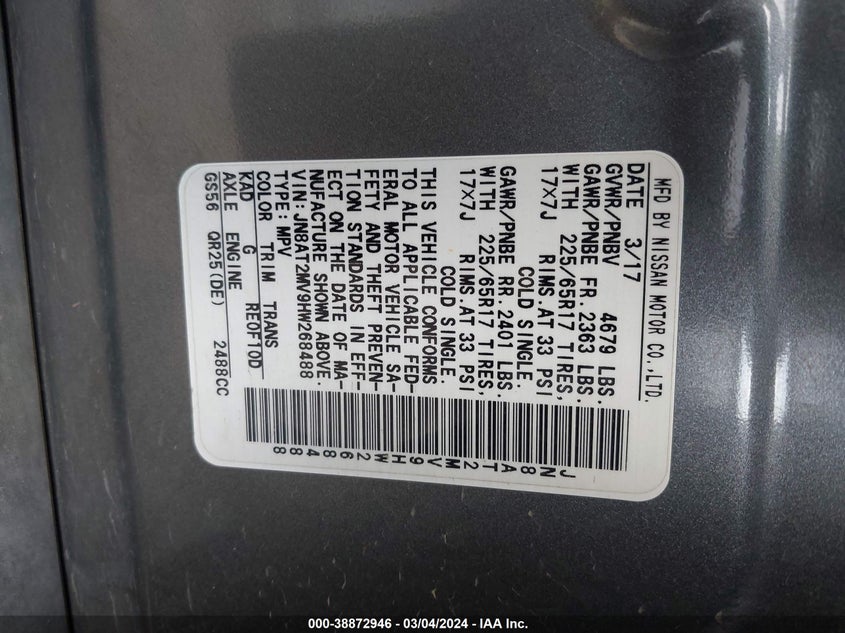 MFD BY NISSAN MOTOR CO.,LTD.
DATE 3/17
GVWR/PNBV 4679 LBS.
GAWR/PNBE FR. 2363 LBS.
WITH 225/65R17 TIRES,
17X7J RIMS.AT 33 PSI
COLD SINGLE.
GAWR/PNBE RR. 2401 LBS.
WITH 225/65R17 TIRES,
17X7J RIMS.AT 33 PSI
COLD SINGLE.
THIS VEHICLE CONFORMS
TO ALL APPLICABLE FED-
ERAL MOTOR VEHICLE SA-
FETY AND THEFT PREVEN-
TION STANDARDS IN EFF-
ECT ON THE DATE OF MA-
NUFACTURE SHOWN ABOVE.
VIN:JN8AT2MV9HW268488
TYPE:MPV
COLOR TRIM TRANS
KAD G RE0F10D
AXLE ENGINE
GS56 QR25(DE) 2488CC
JN8AT2MV9HW268488
000-38872946 - 03/04/2024 - IAA Inc.